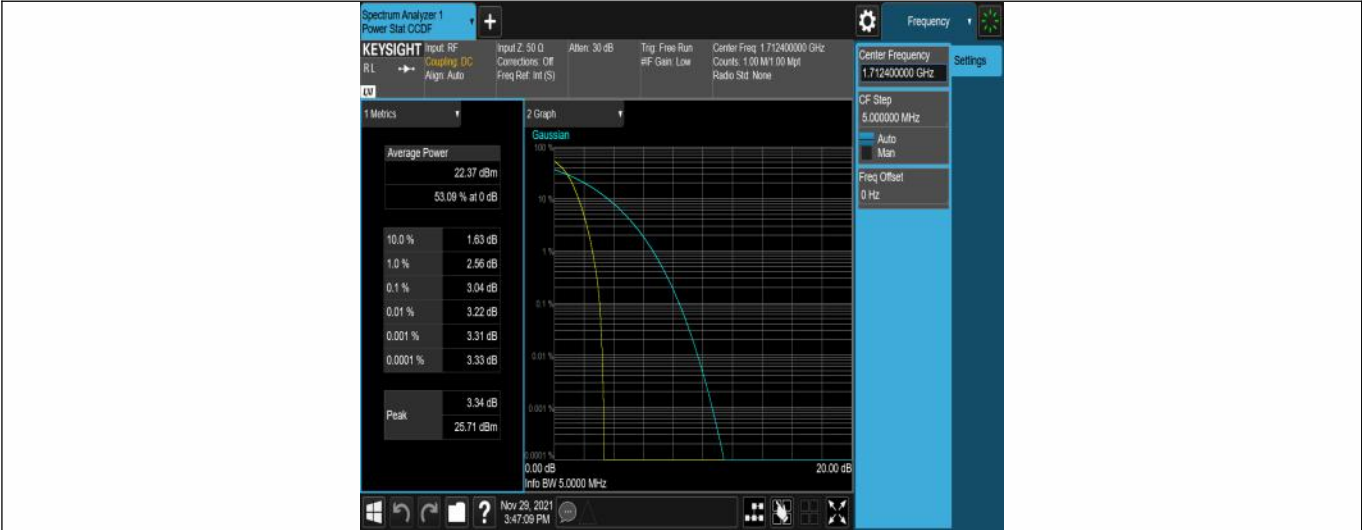 Spectrum Analyzer 1
Power Stat CCDF
+
Frequency
KEYSIGHT
RL
LXI
Input: RF
Coupling: DC
Align: Auto
Input Z: 50 Ω
Corrections: Off
Freq Ref: Int (S)
Atten: 30 dB
Trig: Free Run
#IF Gain: Low
Center Freq: 1.712400000 GHz
Counts: 1.00 M/1.00 Mpt
Radio Std: None
Center Frequency
1.712400000 GHz
Settings
CF Step
5.000000 MHz
Auto
Man
Freq Offset
0 Hz
1 Metrics
Average Power
22.37 dBm
53.09 % at 0 dB
10.0 % 1.63 dB
1.0 % 2.56 dB
0.1 % 3.04 dB
0.01 % 3.22 dB
0.001 % 3.31 dB
0.0001 % 3.33 dB
Peak
3.34 dB
25.71 dBm
2 Graph
Gaussian
100 %
10 %
1 %
0.1 %
0.01 %
0.001 %
0.0001 %
0.00 dB 20.00 dB
Info BW 5.0000 MHz
?
Nov 29, 2021
3:47:09 PM